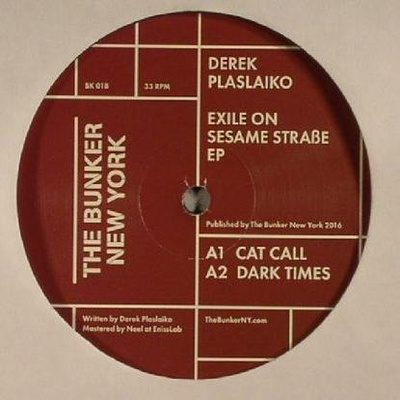 BK 018
33 RPM
DEREK
PLASLAIKO
EXILE ON
SESAME STRAßE
EP
THE BUNKER
NEW YORK
Published by The Bunker New York 2016
A1 CAT CALL
A2 DARK TIMES
Written by Derek Plaslaiko
Mastered by Neel at EnissLab
TheBunkerNY.com